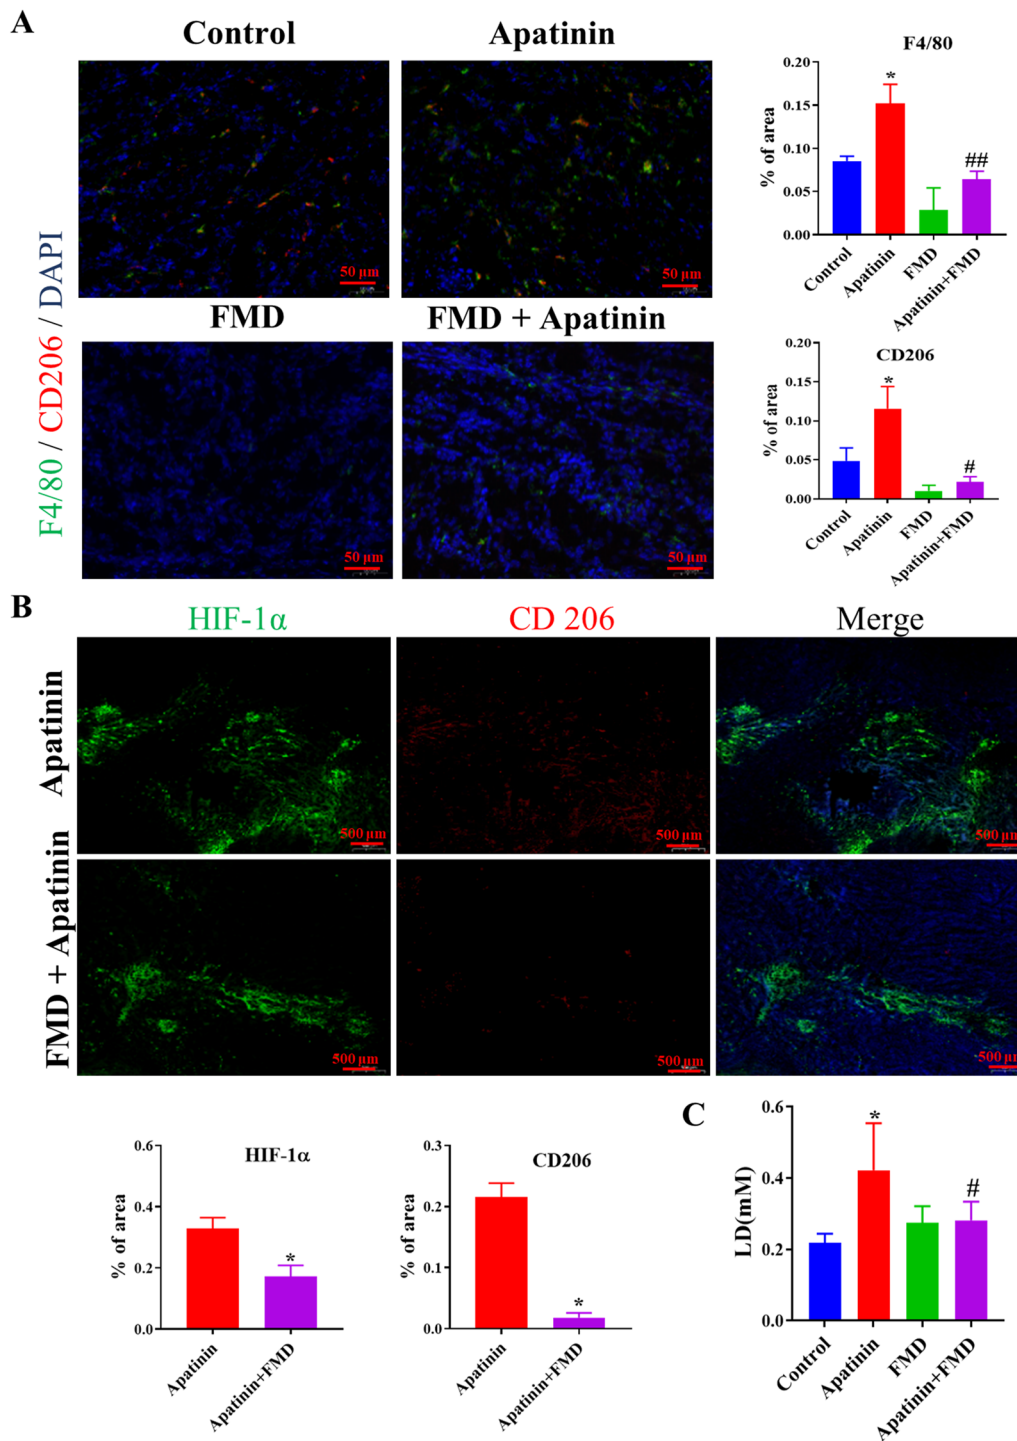 A
Control
Apatinin
F4/80 / CD206 / DAPI
50 μm
50 μm
FMD
FMD + Apatinin
50 μm
50 μm
F4/80
% of area
0.20
0.15
0.10
0.05
0.00
*
##
Control
Apatinin
FMD
Apatinin+FMD
CD206
% of area
0.20
0.15
0.10
0.05
0.00
*
#
Control
Apatinin
FMD
Apatinin+FMD
B
HIF-1α
CD 206
Merge
Apatinin
500 μm
500 μm
500 μm
FMD + Apatinin
500 μm
500 μm
500 μm
HIF-1α
% of area
0.6
0.4
0.2
0.0
*
Apatinin
Apatinin+FMD
CD206
% of area
0.3
0.2
0.1
0.0
*
Apatinin
Apatinin+FMD
C
LD(mM)
0.6
0.4
0.2
0.0
*
#
Control
Apatinin
FMD
Apatinin+FMD